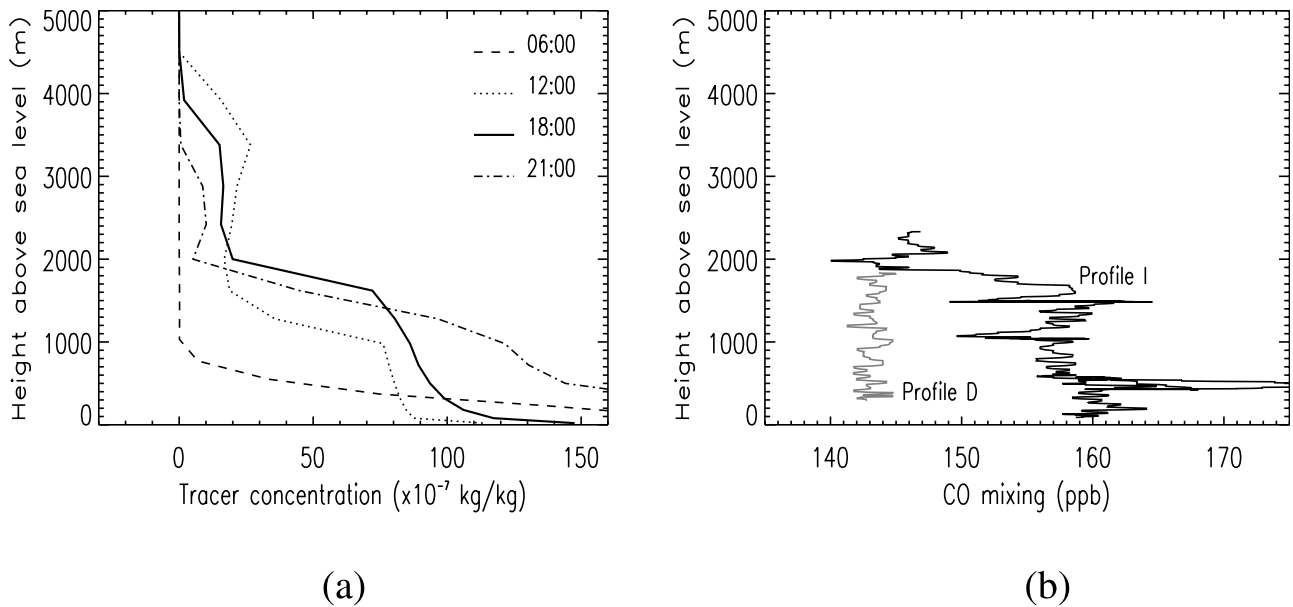 5000
4000
3000
2000
1000
0
Height above sea level (m)
06:00
12:00
18:00
21:00
0 50 100 150
Tracer concentration (x10⁻⁷ kg/kg)
(a)
5000
4000
3000
2000
1000
0
Height above sea level (m)
Profile I
Profile D
140 150 160 170
CO mixing (ppb)
(b)